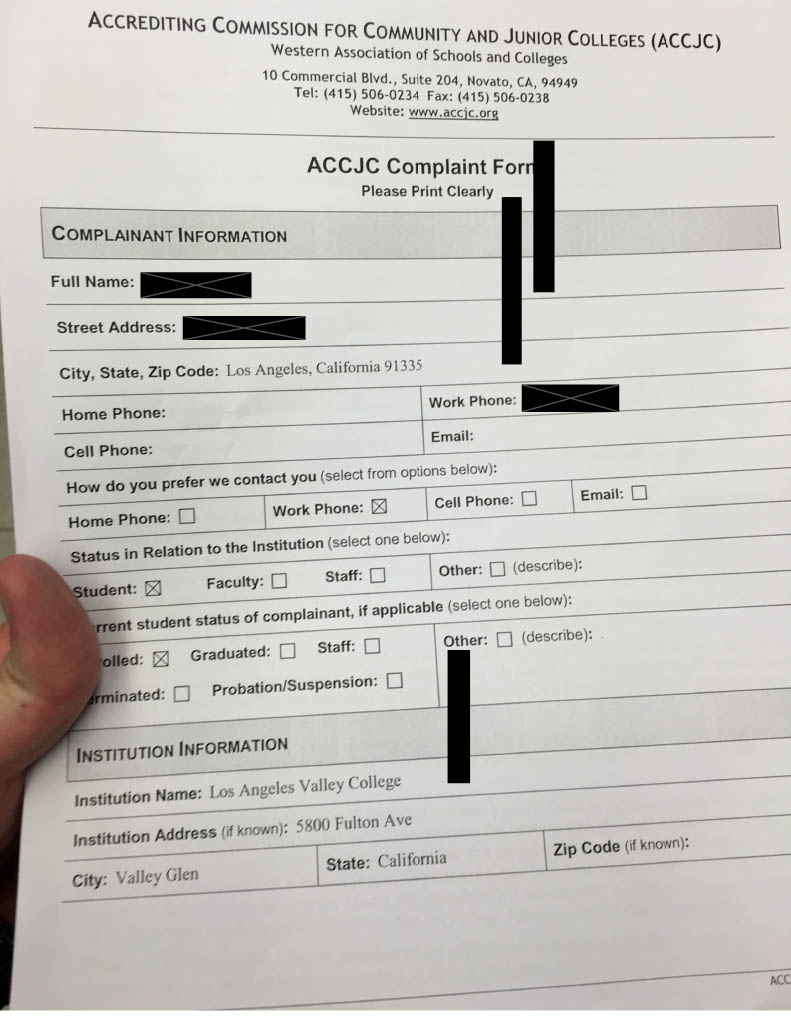 ACCREDITING COMMISSION FOR COMMUNITY AND JUNIOR COLLEGES (ACCJC)
Western Association of Schools and Colleges
10 Commercial Blvd., Suite 204, Novato, CA, 94949
Tel: (415) 506-0234 Fax: (415) 506-0238
Website: www.accjc.org
ACCJC Complaint Form
Please Print Clearly
COMPLAINANT INFORMATION
Full Name:
Street Address:
City, State, Zip Code: Los Angeles, California 91335
Home Phone: Work Phone:
Cell Phone: Email:
How do you prefer we contact you (select from options below):
Home Phone: ☐ Work Phone: ☒ Cell Phone: ☐ Email: ☐
Status in Relation to the Institution (select one below):
Student: ☒ Faculty: ☐ Staff: ☐ Other: ☐ (describe):
rrent student status of complainant, if applicable (select one below):
olled: ☒ Graduated: ☐ Staff: ☐ Other: ☐ (describe):
erminated: ☐ Probation/Suspension: ☐
INSTITUTION INFORMATION
Institution Name: Los Angeles Valley College
Institution Address (if known): 5800 Fulton Ave
City: Valley Glen State: California Zip Code (if known):
ACC